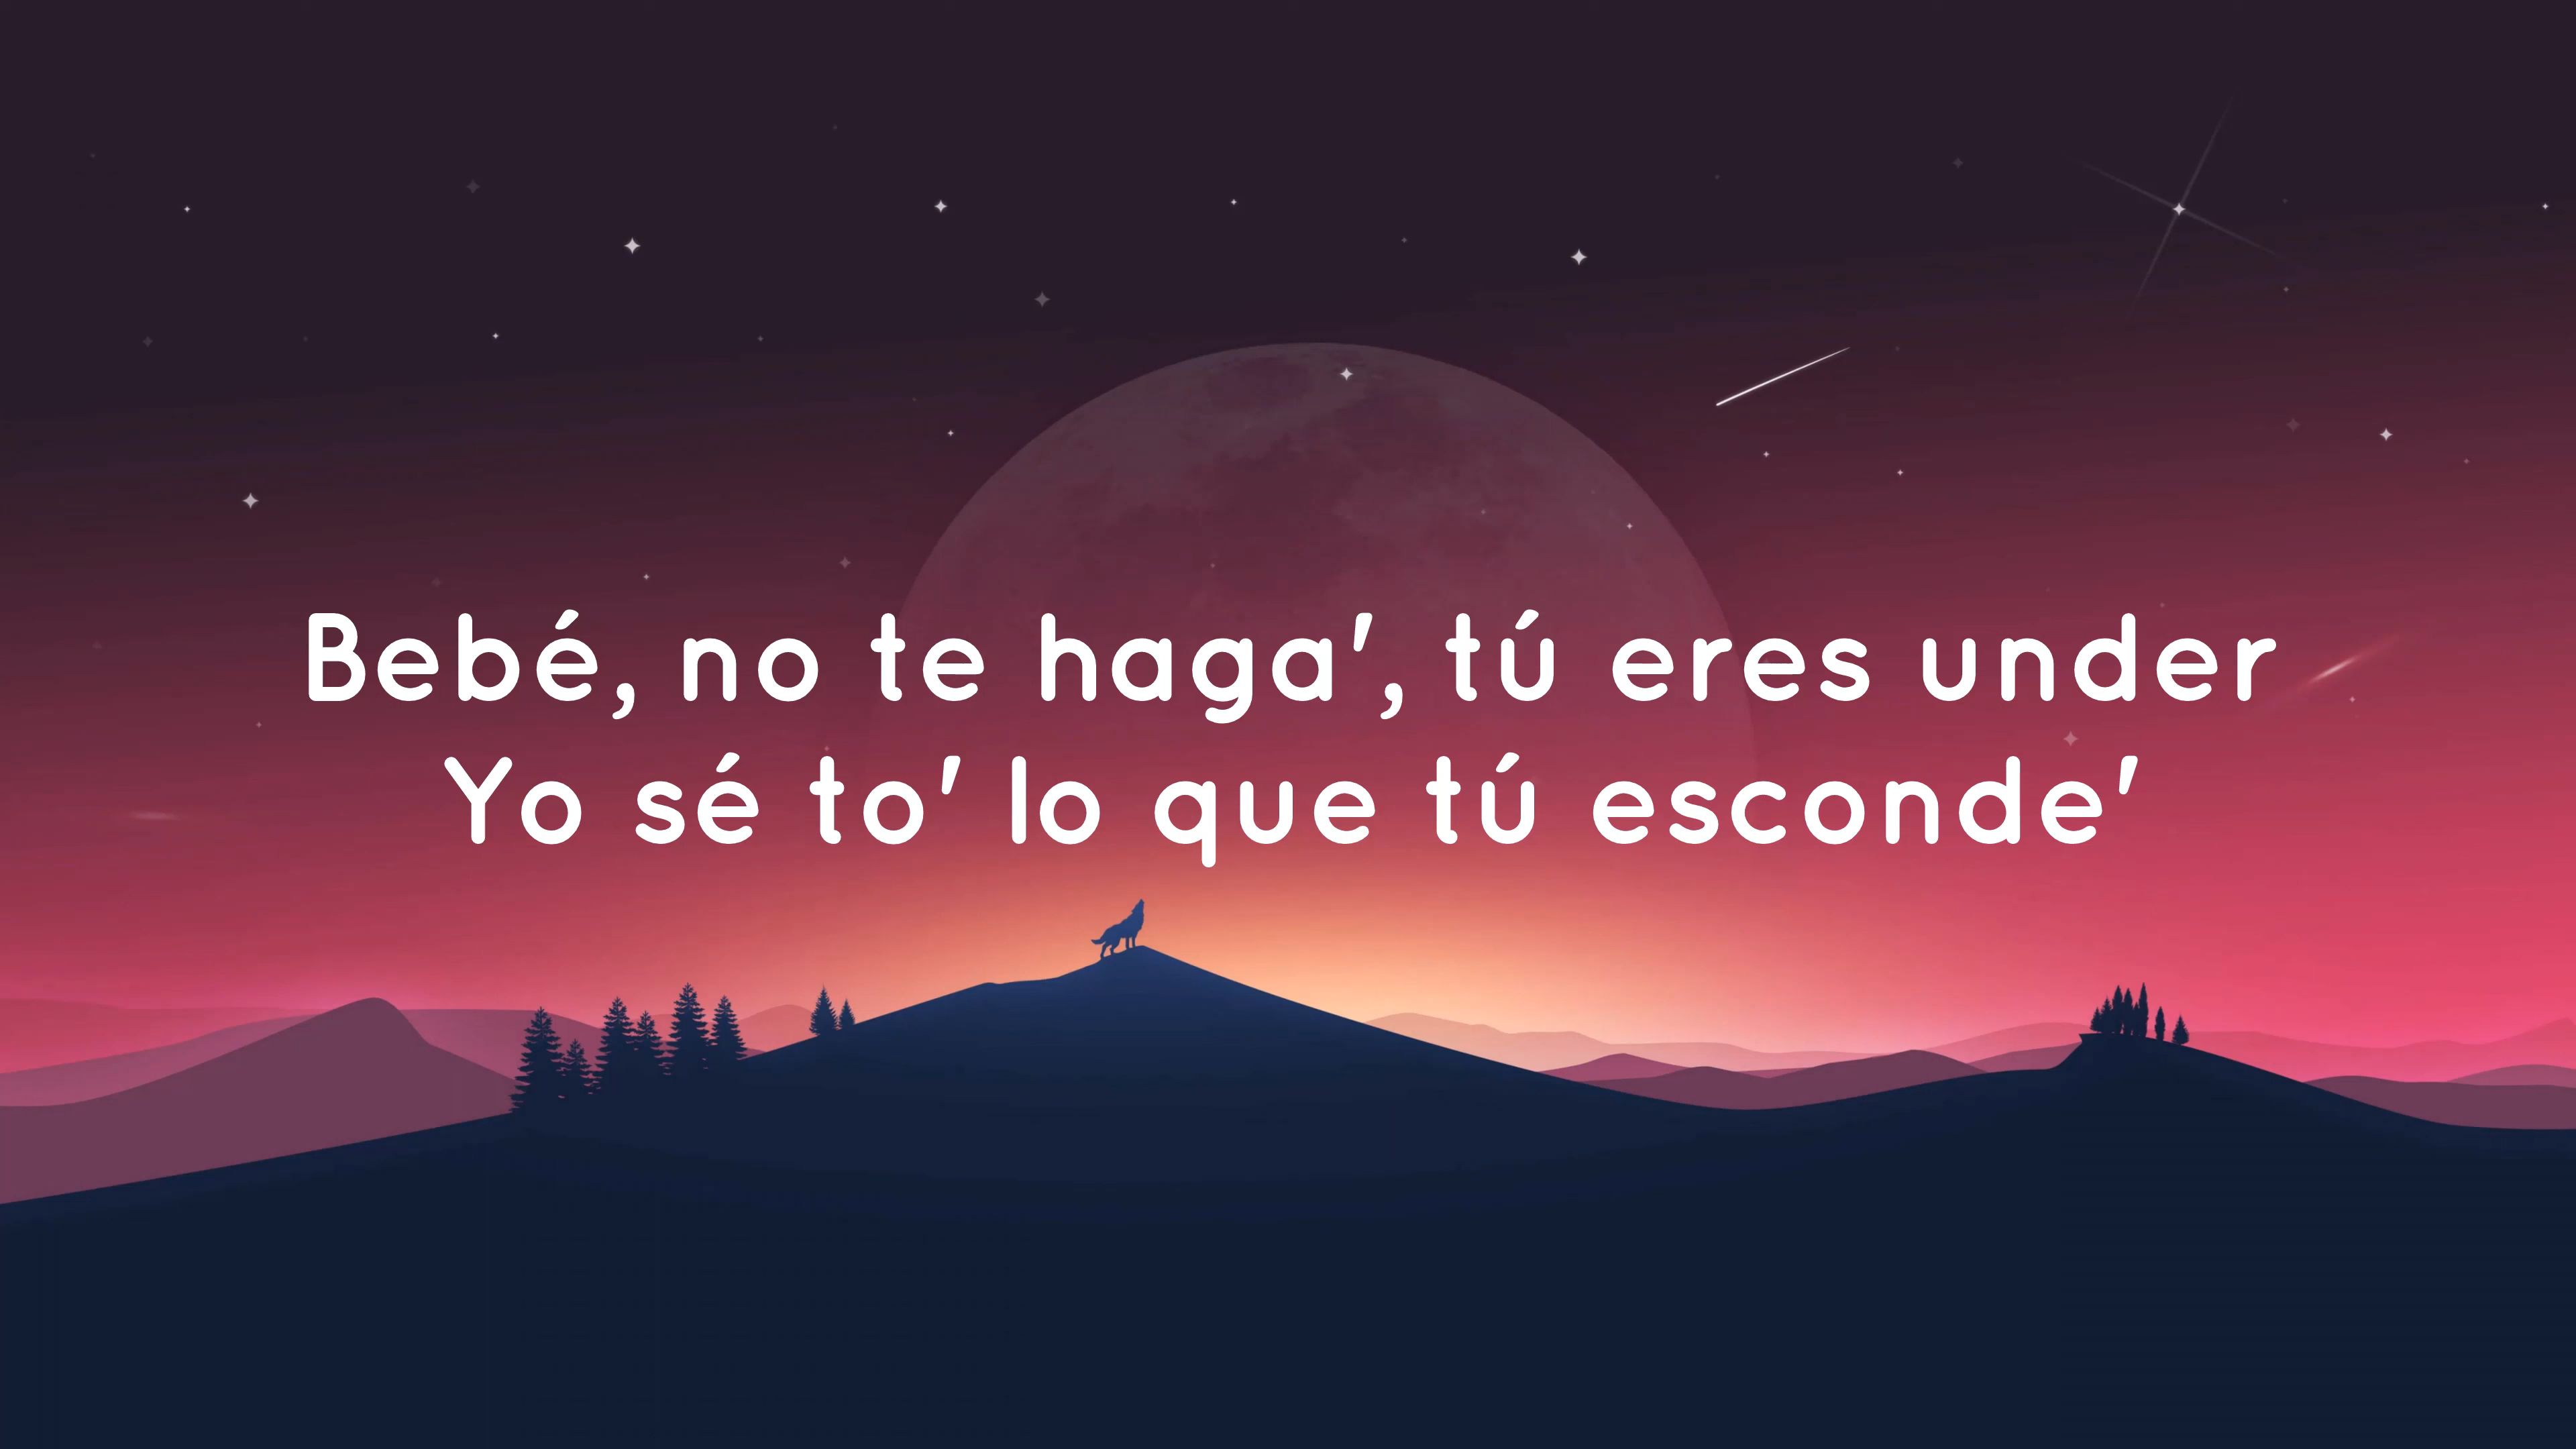 Bebé, no te haga', tú eres under
Yo sé to' lo que tú esconde'